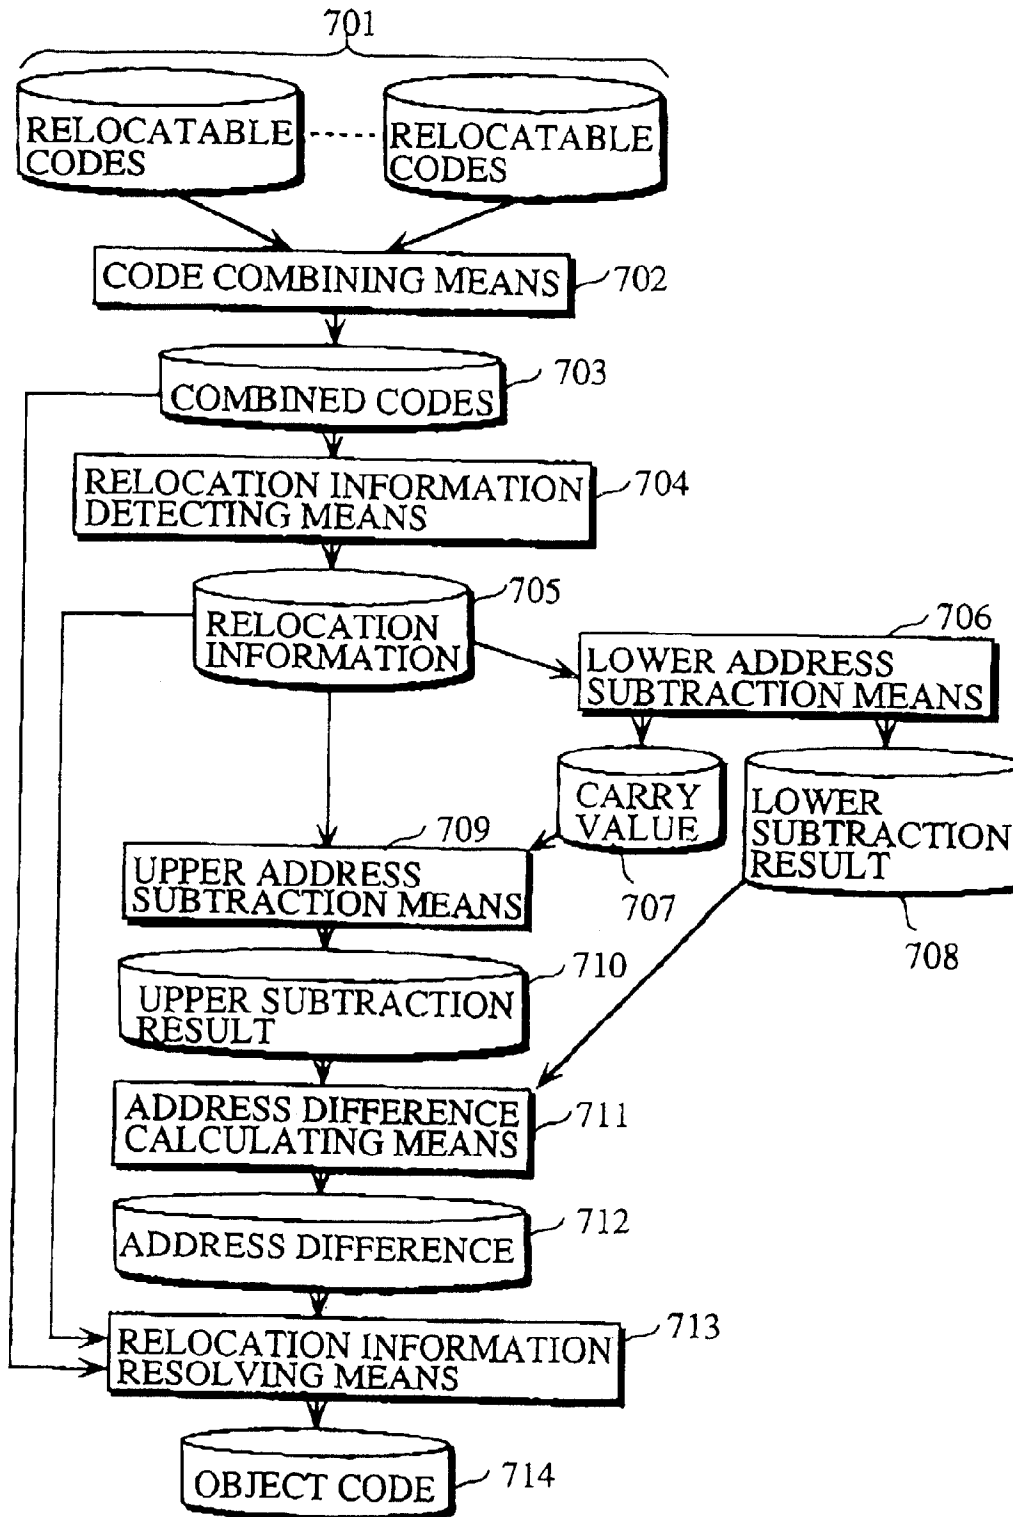 701
RELOCATABLE
CODES
RELOCATABLE
CODES
CODE COMBINING MEANS
702
703
COMBINED CODES
RELOCATION INFORMATION
DETECTING MEANS
704
705
RELOCATION
INFORMATION
706
LOWER ADDRESS
SUBTRACTION MEANS
CARRY
VALUE
707
LOWER
SUBTRACTION
RESULT
708
709
UPPER ADDRESS
SUBTRACTION MEANS
710
UPPER SUBTRACTION
RESULT
ADDRESS DIFFERENCE
CALCULATING MEANS
711
712
ADDRESS DIFFERENCE
713
RELOCATION INFORMATION
RESOLVING MEANS
OBJECT CODE
714